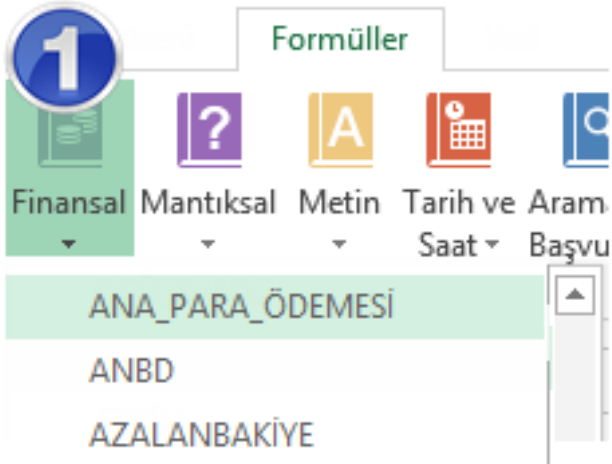 1
Formüller
?
A
Finansal Mantıksal Metin Tarih ve
Saat
ANA_PARA_ÖDEMESİ
ANBD
AZALANBAKİYE